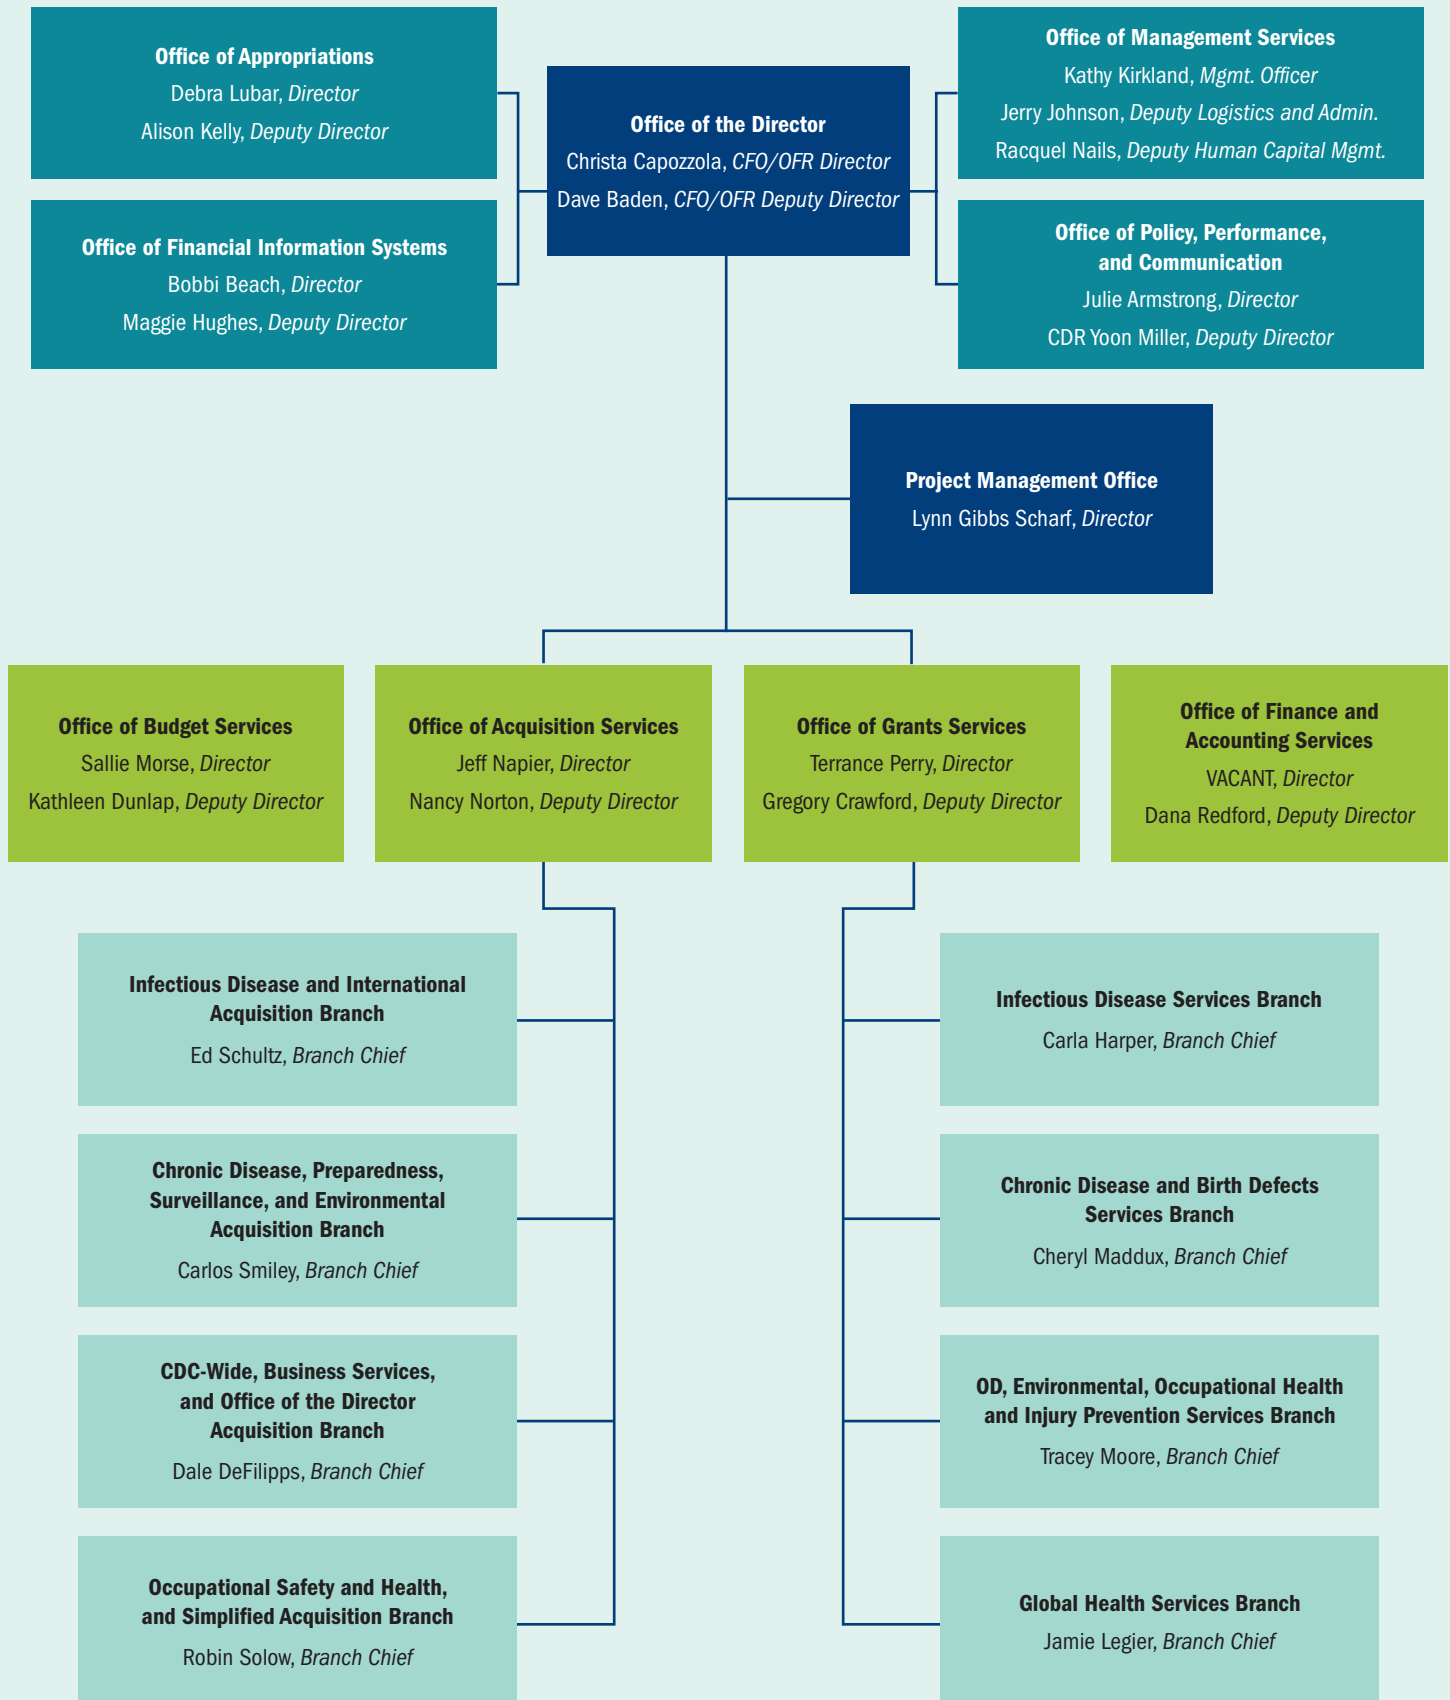 Office of Appropriations
Debra Lubar, Director
Alison Kelly, Deputy Director
Office of Financial Information Systems
Bobbi Beach, Director
Maggie Hughes, Deputy Director
Office of the Director
Christa Capozzola, CFO/OFR Director
Dave Baden, CFO/OFR Deputy Director
Office of Management Services
Kathy Kirkland, Mgmt. Officer
Jerry Johnson, Deputy Logistics and Admin.
Racquel Nails, Deputy Human Capital Mgmt.
Office of Policy, Performance,
and Communication
Julie Armstrong, Director
CDR Yoon Miller, Deputy Director
Project Management Office
Lynn Gibbs Scharf, Director
Office of Budget Services
Sallie Morse, Director
Kathleen Dunlap, Deputy Director
Office of Acquisition Services
Jeff Napier, Director
Nancy Norton, Deputy Director
Office of Grants Services
Terrance Perry, Director
Gregory Crawford, Deputy Director
Office of Finance and
Accounting Services
VACANT, Director
Dana Redford, Deputy Director
Infectious Disease and International
Acquisition Branch
Ed Schultz, Branch Chief
Chronic Disease, Preparedness,
Surveillance, and Environmental
Acquisition Branch
Carlos Smiley, Branch Chief
CDC-Wide, Business Services,
and Office of the Director
Acquisition Branch
Dale DeFilipps, Branch Chief
Occupational Safety and Health,
and Simplified Acquisition Branch
Robin Solow, Branch Chief
Infectious Disease Services Branch
Carla Harper, Branch Chief
Chronic Disease and Birth Defects
Services Branch
Cheryl Maddux, Branch Chief
OD, Environmental, Occupational Health
and Injury Prevention Services Branch
Tracey Moore, Branch Chief
Global Health Services Branch
Jamie Legier, Branch Chief